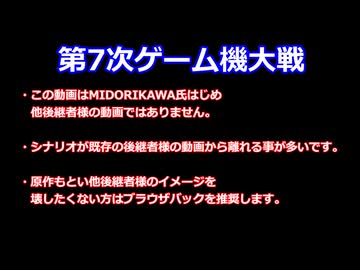 第7次ゲーム機大戦
・この動画はMIDORIKAWA氏はじめ
他後継者様の動画ではありません。
・シナリオが既存の後継者様の動画から離れる事が多いです。
・原作もとい他後継者様のイメージを
壊したくない方はブラウザバックを推奨します。